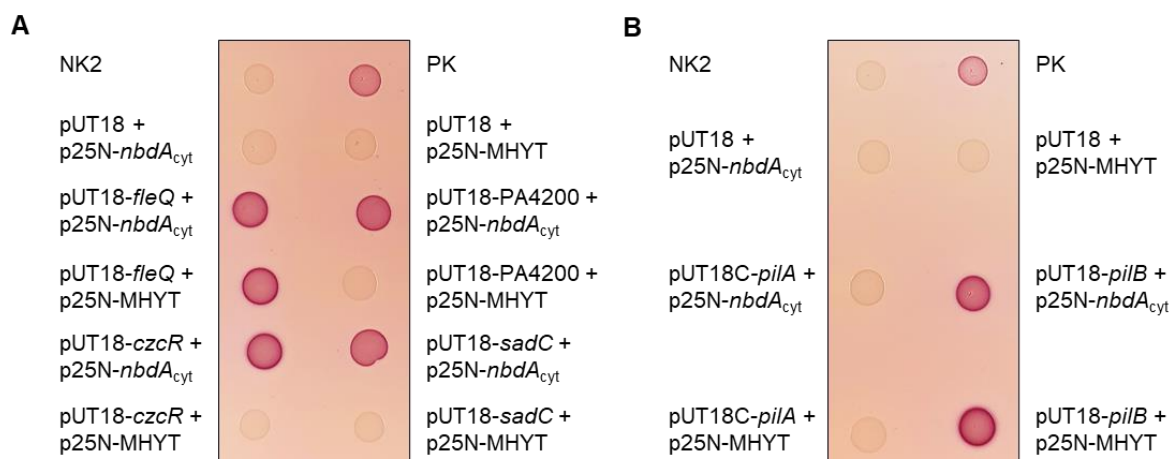 A
NK2
PK
pUT18 +
p25N-nbdAcyt
pUT18 +
p25N-MHYT
pUT18-fleQ +
p25N-nbdAcyt
pUT18-PA4200 +
p25N-nbdAcyt
pUT18-fleQ +
p25N-MHYT
pUT18-PA4200 +
p25N-MHYT
pUT18-czcR +
p25N-nbdAcyt
pUT18-sadC +
p25N-nbdAcyt
pUT18-czcR +
p25N-MHYT
pUT18-sadC +
p25N-MHYT
B
NK2
PK
pUT18 +
p25N-nbdAcyt
pUT18 +
p25N-MHYT
pUT18C-pilA +
p25N-nbdAcyt
pUT18-pilB +
p25N-nbdAcyt
pUT18C-pilA +
p25N-MHYT
pUT18-pilB +
p25N-MHYT